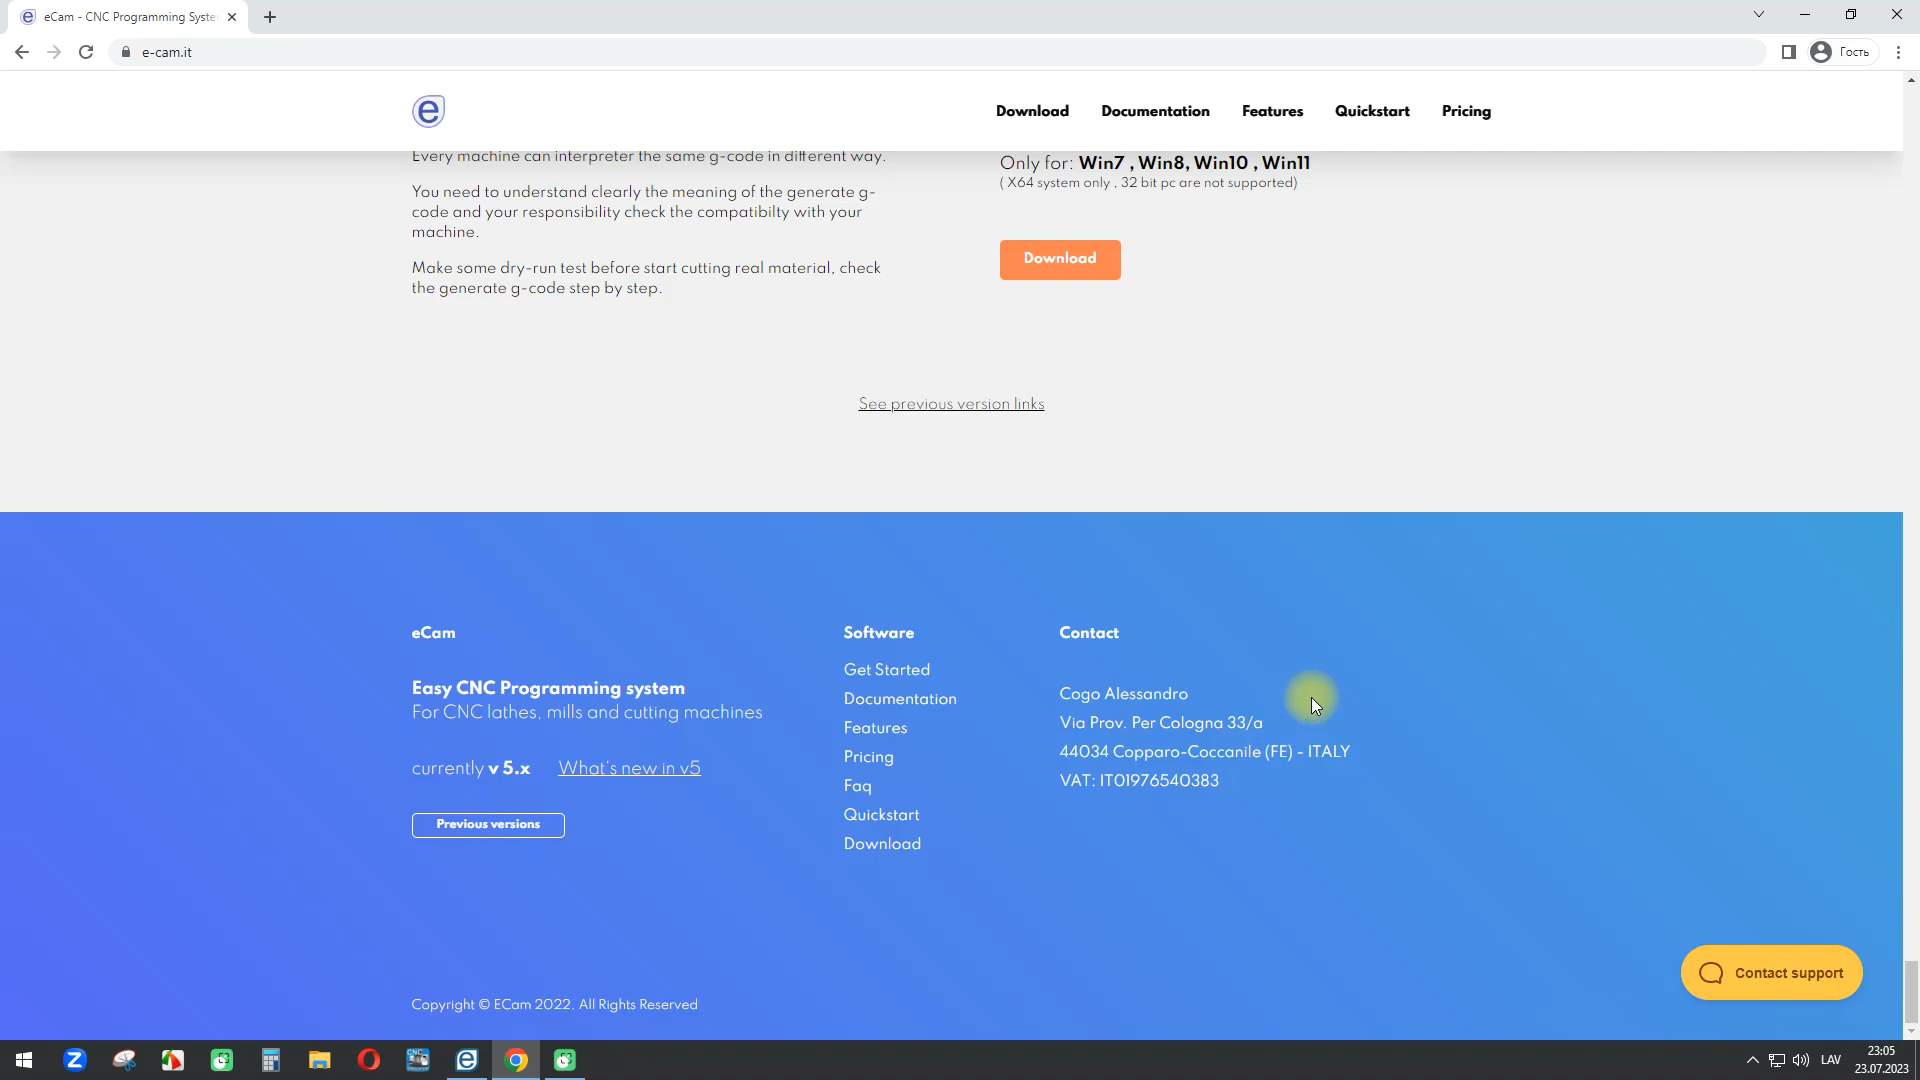 eCam - CNC Programming Syste
e-cam.it
Гость
e
Download
Documentation
Features
Quickstart
Pricing
Every machine can interpreter the same g-code in different way.
You need to understand clearly the meaning of the generate g-
code and your responsibility check the compatibilty with your
machine.
Make some dry-run test before start cutting real material, check
the generate g-code step by step.
Only for: Win7 , Win8, Win10 , Win11
( X64 system only , 32 bit pc are not supported)
Download
See previous version links
eCam
Easy CNC Programming system
For CNC lathes, mills and cutting machines
currently v 5.x
What's new in v5
Previous versions
Software
Get Started
Documentation
Features
Pricing
Faq
Quickstart
Download
Contact
Cogo Alessandro
Via Prov. Per Cologna 33/a
44034 Copparo-Coccanile (FE) - ITALY
VAT: IT01976540383
Contact support
Copyright © ECam 2022. All Rights Reserved
CNC
LAV
23:05
23.07.2023